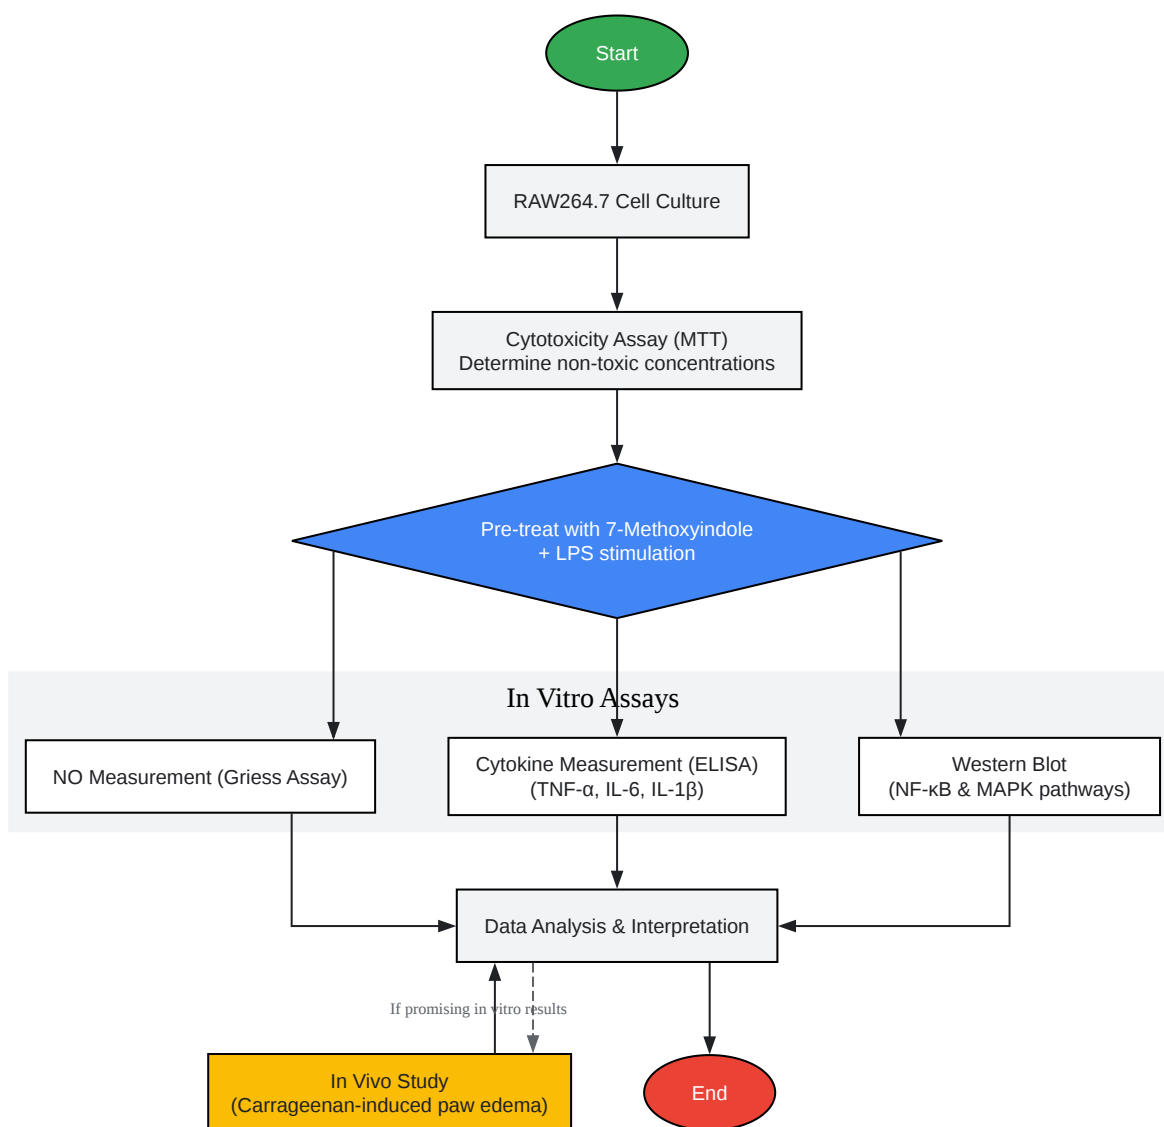 Start
RAW264.7 Cell Culture
Cytotoxicity Assay (MTT)
Determine non-toxic concentrations
Pre-treat with 7-Methoxyindole
+ LPS stimulation
In Vitro Assays
NO Measurement (Griess Assay)
Cytokine Measurement (ELISA)
(TNF-α, IL-6, IL-1β)
Western Blot
(NF-κB & MAPK pathways)
Data Analysis & Interpretation
If promising in vitro results
In Vivo Study
(Carrageenan-induced paw edema)
End